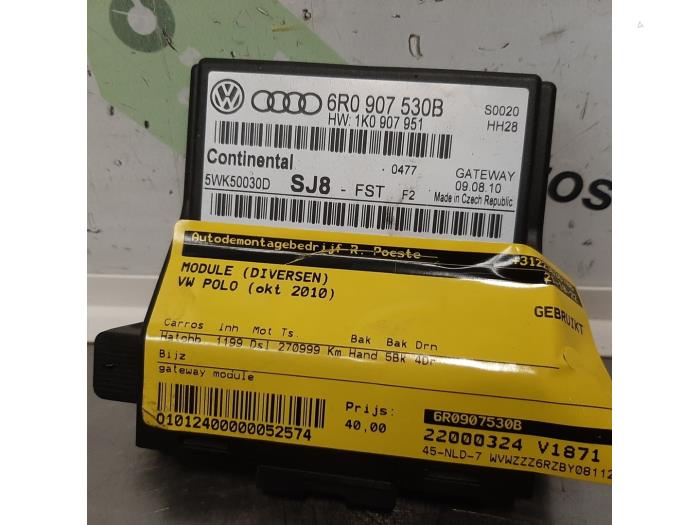 6R0 907 530B
HW: 1K0 907 951
S0020
HH28
Continental
0477
GATEWAY
5WK50030D SJ8 - FST F2
09.08.10
Made in Czech Republic
Autodemontagebedrijf R. Poeste
MODULE (DIVERSEN)
VW POLO (okt 2010)
GEBRUIKT
Carros Inh Mot Ts. Bak Bak Drn
Hatchb. 1199 Dsl 270999 Km Hand 5Bk 4Dr
Bijz
gateway module
Prijs:
40,00
6R0907530B
22000324 V1871
45-NLD-7 WVWZZZ6RZBY08112
Q1012400000052574